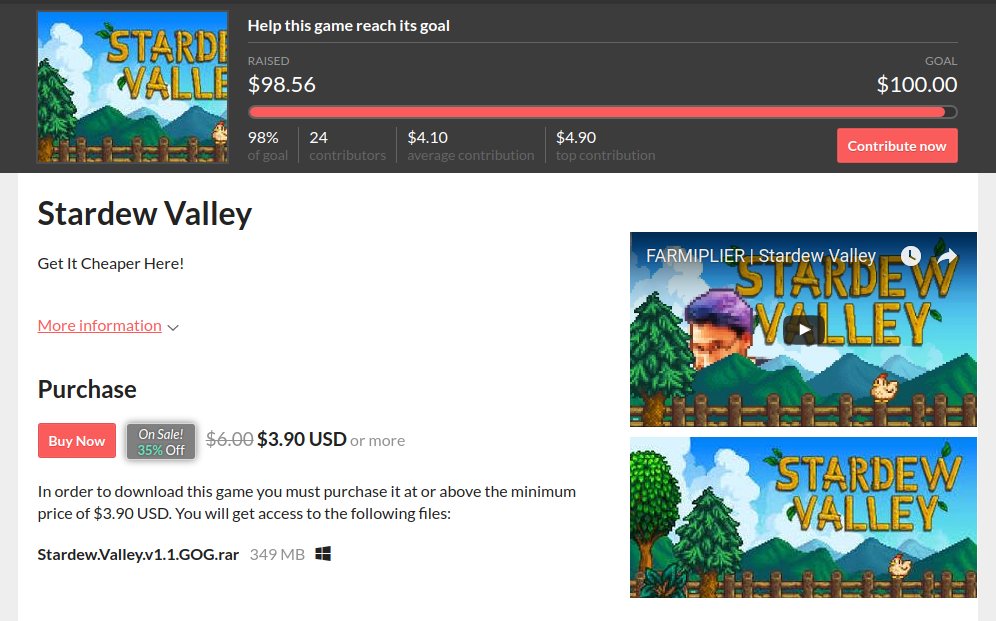 STARDE
VALLE
Help this game reach its goal
RAISED
GOAL
$98.56
$100.00
98%
of goal
24
contributors
$4.10
average contribution
$4.90
top contribution
Contribute now
Stardew Valley
Get It Cheaper Here!
More information
Purchase
Buy Now
On Sale!
35% Off
$6.00 $3.90 USD or more
In order to download this game you must purchase it at or above the minimum
price of $3.90 USD. You will get access to the following files:
Stardew.Valley.v1.1.GOG.rar 349 MB
FARMIPLIER | Stardew Valley
STARDEW
VALLEY
STARDEW
VALLEY